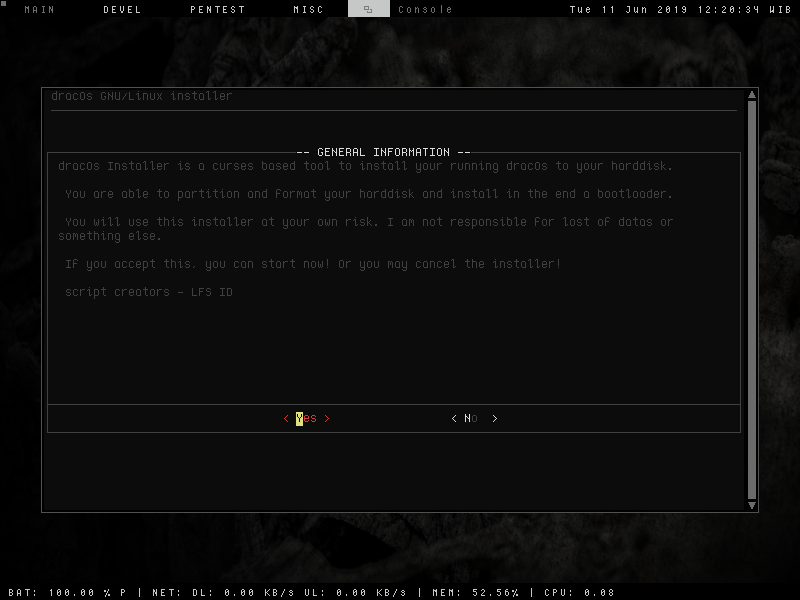 MAIN DEVEL PENTEST MISC Console Tue 11 Jun 2019 12:20:34 WIB
dracOs GNU/Linux installer
-- GENERAL INFORMATION --
dracOs Installer is a curses based tool to install your running dracOs to your harddisk.
You are able to partition and format your harddisk and install in the end a bootloader.
You will use this installer at your own risk. I am not responsible for lost of datas or
something else.
If you accept this. you can start now! Or you may cancel the installer!
script creators - LFS ID
< Yes > < No >
BAT: 100.00 % P | NET: DL: 0.00 KB/s UL: 0.00 KB/s | MEM: 52.56% | CPU: 0.08